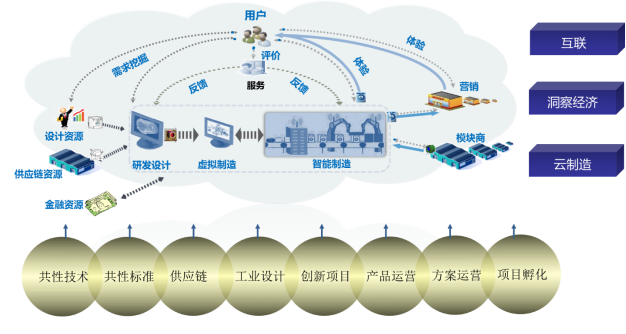 用户
互联
需求挖掘
评价
体验
体验
反馈
服务
反馈
营销
洞察经济
设计资源
研发设计
虚拟制造
智能制造
模块商
云制造
供应链资源
金融资源
共性技术
共性标准
供应链
工业设计
创新项目
产品运营
方案运营
项目孵化